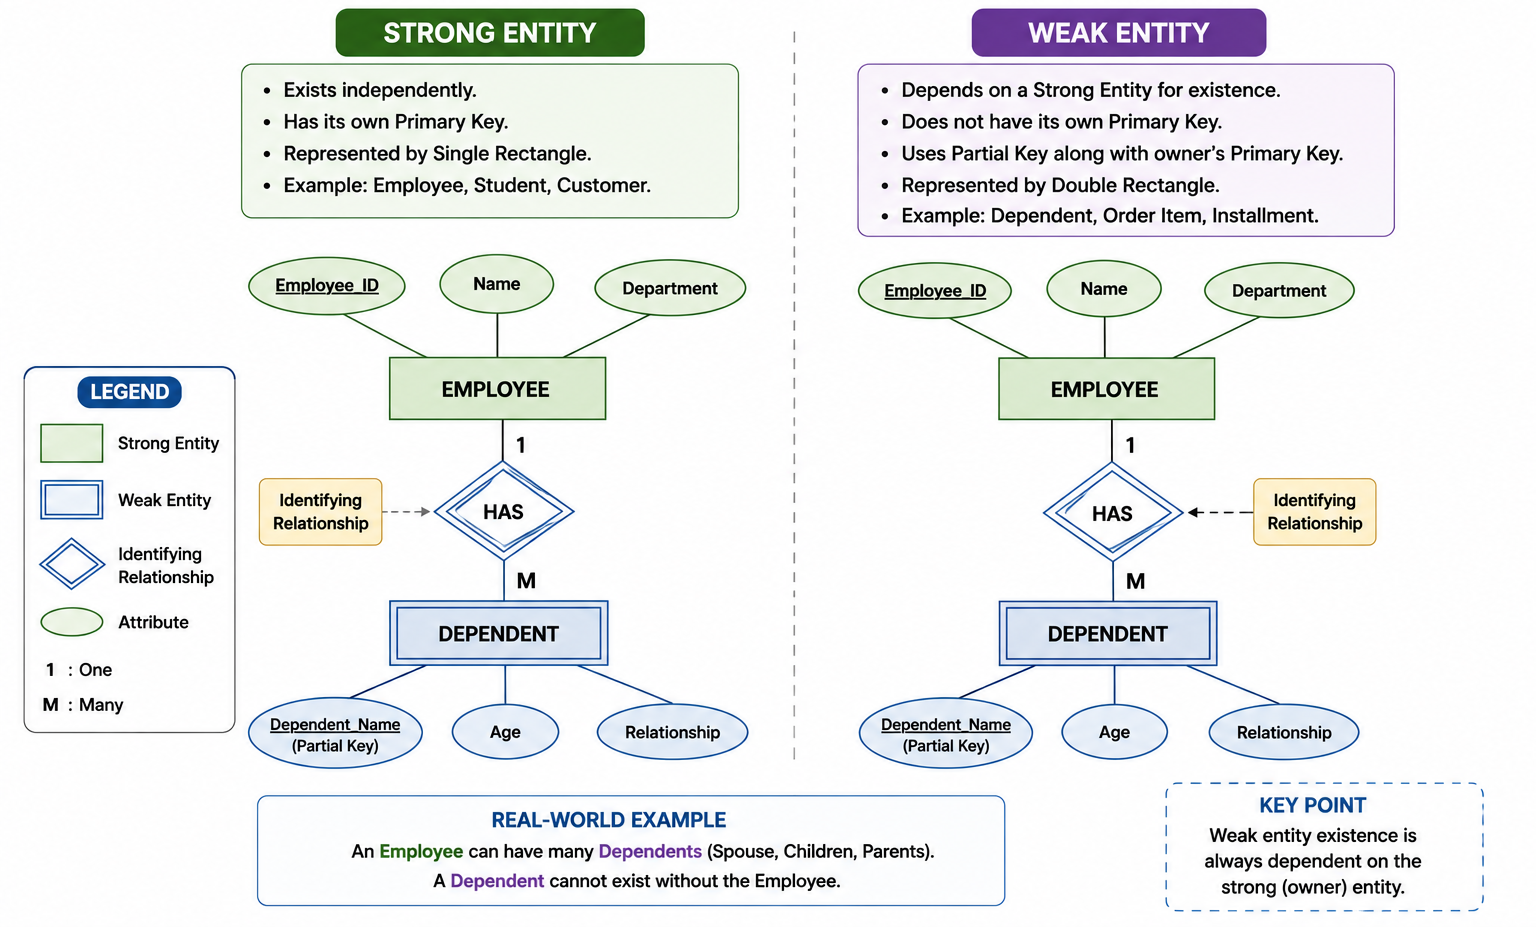 STRONG ENTITY
• Exists independently.
• Has its own Primary Key.
• Represented by Single Rectangle.
• Example: Employee, Student, Customer.
Employee_ID
Name
Department
EMPLOYEE
1
Identifying
Relationship
HAS
M
DEPENDENT
Dependent_Name
(Partial Key)
Age
Relationship
WEAK ENTITY
• Depends on a Strong Entity for existence.
• Does not have its own Primary Key.
• Uses Partial Key along with owner's Primary Key.
• Represented by Double Rectangle.
• Example: Dependent, Order Item, Installment.
Employee_ID
Name
Department
EMPLOYEE
1
HAS
Identifying
Relationship
M
DEPENDENT
Dependent_Name
(Partial Key)
Age
Relationship
LEGEND
Strong Entity
Weak Entity
Identifying
Relationship
Attribute
1 : One
M : Many
REAL-WORLD EXAMPLE
An Employee can have many Dependents (Spouse, Children, Parents).
A Dependent cannot exist without the Employee.
KEY POINT
Weak entity existence is
always dependent on the
strong (owner) entity.